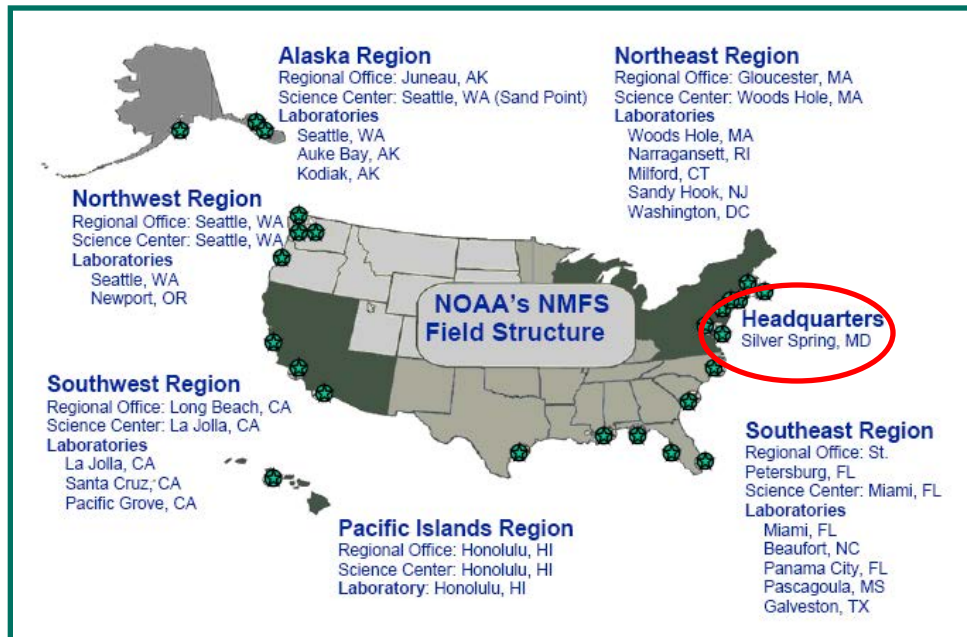 Alaska Region
Regional Office: Juneau, AK
Science Center: Seattle, WA (Sand Point)
Laboratories
Seattle, WA
Auke Bay, AK
Kodiak, AK
Northeast Region
Regional Office: Gloucester, MA
Science Center: Woods Hole, MA
Laboratories
Woods Hole, MA
Narragansett, RI
Milford, CT
Sandy Hook, NJ
Washington, DC
Northwest Region
Regional Office: Seattle, WA
Science Center: Seattle, WA
Laboratories
Seattle, WA
Newport, OR
NOAA's NMFS
Field Structure
Headquarters
Silver Spring, MD
Southwest Region
Regional Office: Long Beach, CA
Science Center: La Jolla, CA
Laboratories
La Jolla, CA
Santa Cruz, CA
Pacific Grove, CA
Pacific Islands Region
Regional Office: Honolulu, HI
Science Center: Honolulu, HI
Laboratory: Honolulu, HI
Southeast Region
Regional Office: St.
Petersburg, FL
Science Center: Miami, FL
Laboratories
Miami, FL
Beaufort, NC
Panama City, FL
Pascagoula, MS
Galveston, TX